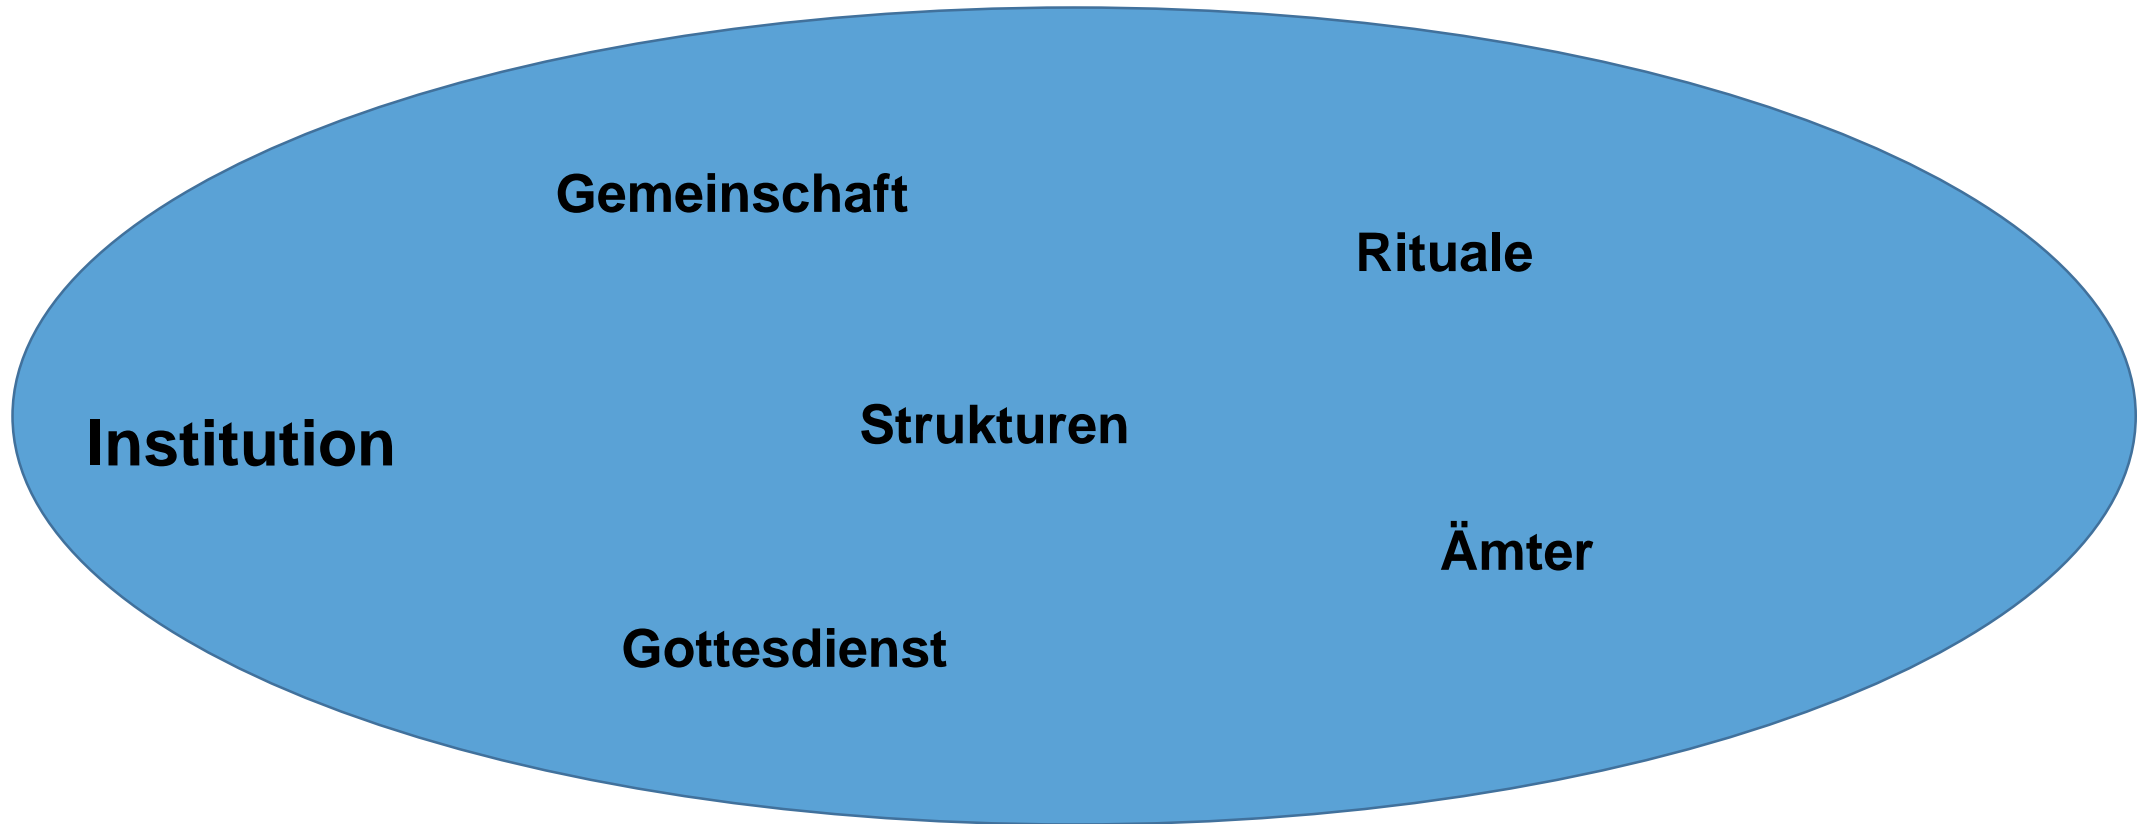 Gemeinschaft
Rituale
Institution
Strukturen
Ämter
Gottesdienst